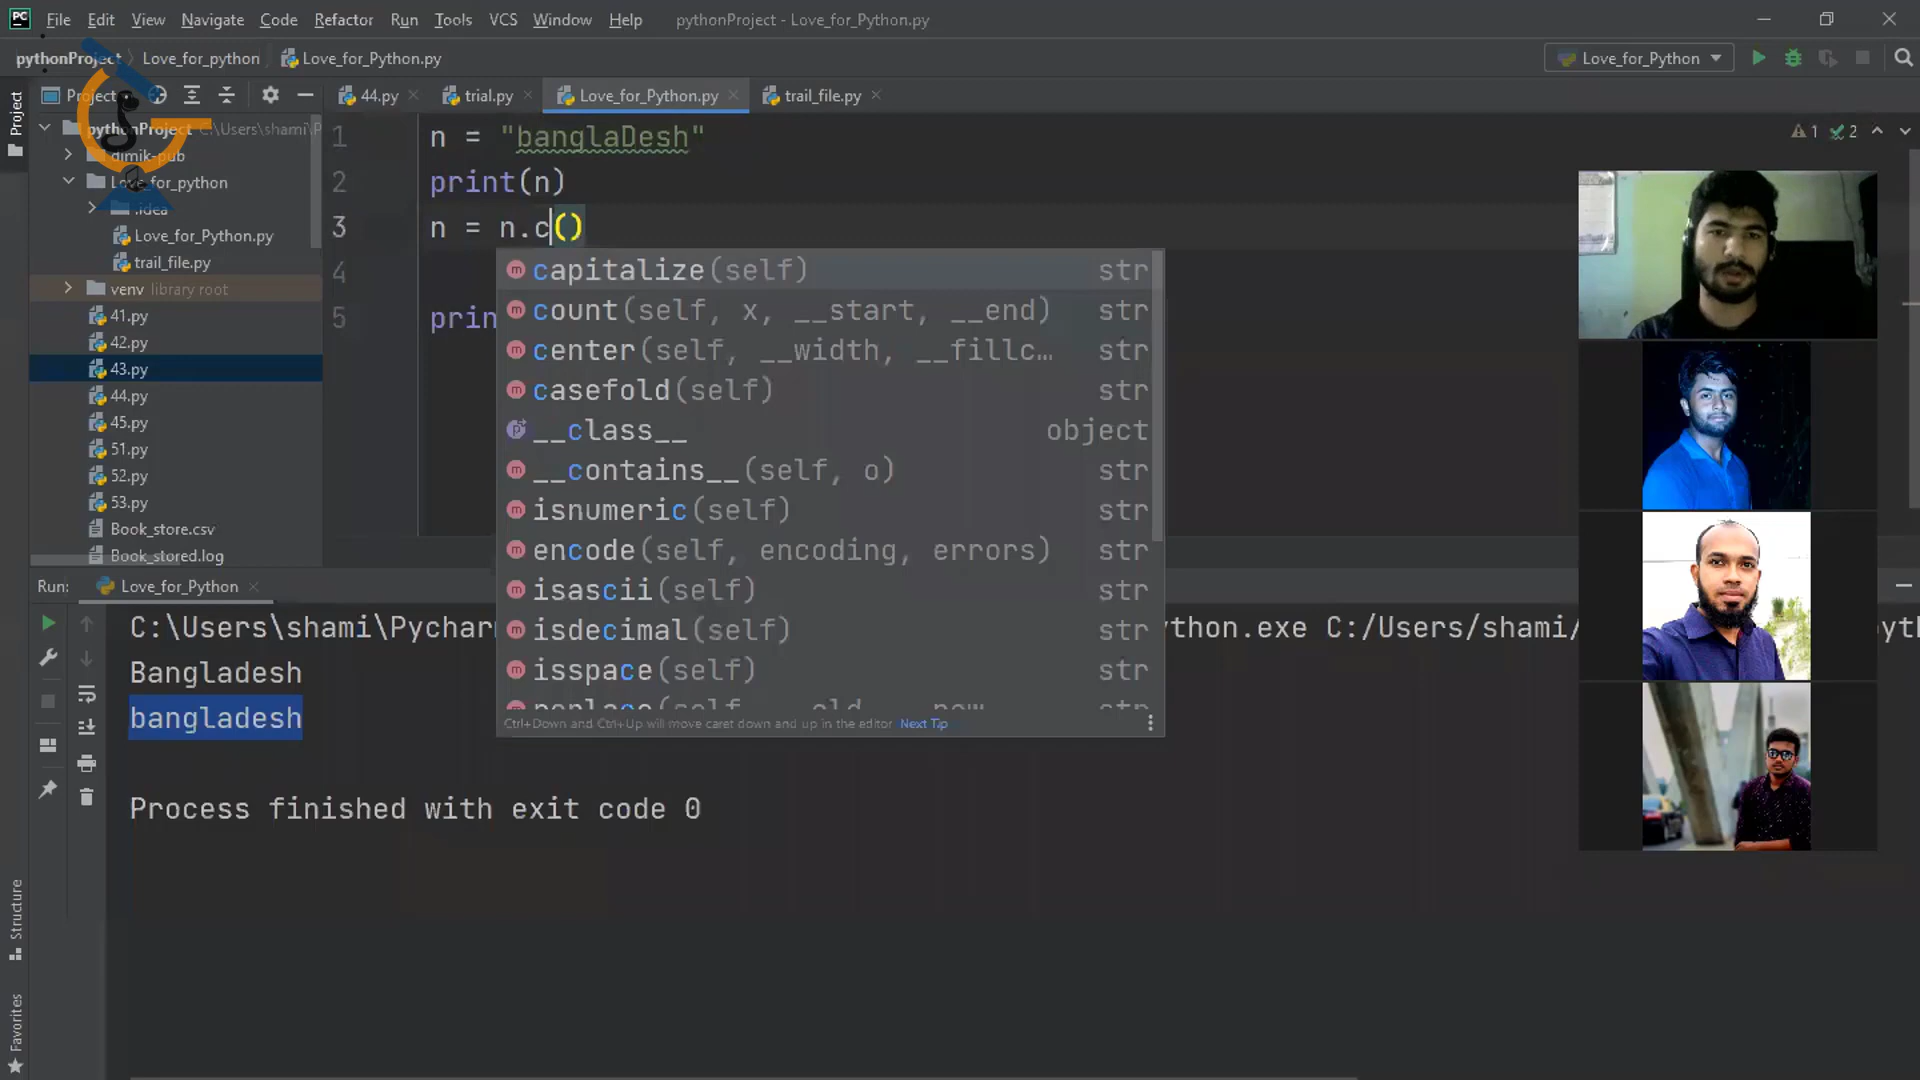 PC File Edit View Navigate Code Refactor Run Tools VCS Window Help pythonProject - Love_for_Python.py
pythonProject Love_for_python Love_for_Python.py
Love_for_Python
Project
Project
pythonProject C:\Users\shami\P
dimik-pub
Love_for_python
.idea
Love_for_Python.py
trail_file.py
venv library root
41.py
42.py
43.py
44.py
45.py
51.py
52.py
53.py
Book_store.csv
Book_stored.log
44.py trial.py Love_for_Python.py trail_file.py
1 2
1 n = "banglaDesh"
2 print(n)
3 n = n.c()
4
5 prin
capitalize(self) str
count(self, x, __start, __end) str
center(self, __width, __fillc… str
casefold(self) str
__class__ object
__contains__(self, o) str
isnumeric(self) str
encode(self, encoding, errors) str
isascii(self) str
isdecimal(self) str
isspace(self) str
Ctrl+Down and Ctrl+Up will move caret down and up in the editor Next Tip
Run: Love_for_Python
C:\Users\shami\Pychar ython.exe C:/Users/shami/ yt
Bangladesh
bangladesh
Process finished with exit code 0
Structure
Favorites